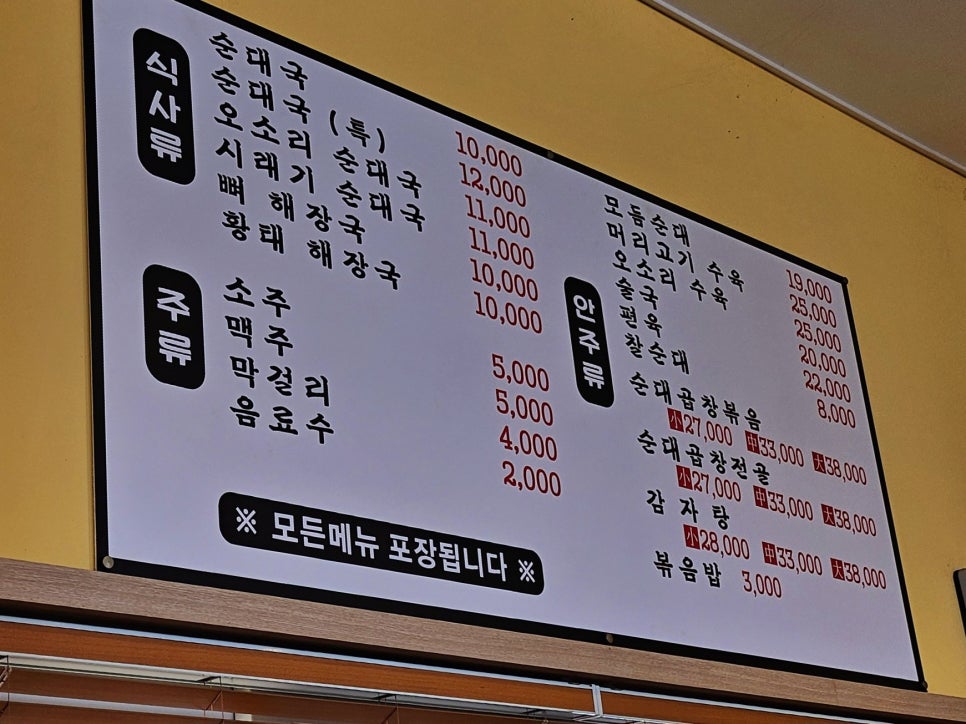 식사류
순대국 10,000
순대국 (특) 12,000
오소리 순대국 11,000
시래기 순대국 11,000
뼈 해장국 10,000
황태 해장국 10,000
주류
소주 5,000
맥주 5,000
막걸리 4,000
음료수 2,000
※ 모든메뉴 포장됩니다 ※
안주류
모듬순대 19,000
머리고기 수육 25,000
오소리 수육 25,000
술국 20,000
편육 22,000
찰순대 8,000
순대곱창볶음
小27,000 中33,000 大38,000
순대곱창전골
小27,000 中33,000 大38,000
감자탕
小28,000 中33,000 大38,000
볶음밥 3,000